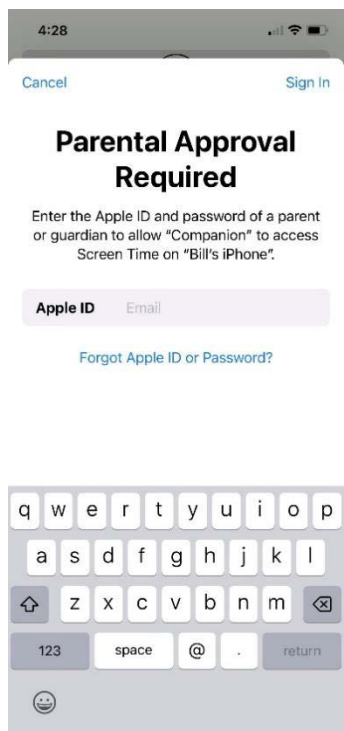 4:28
Cancel Sign In
Parental Approval
Required
Enter the Apple ID and password of a parent
or guardian to allow “Companion” to access
Screen Time on “Bill’s iPhone”.
Apple ID Email
Forgot Apple ID or Password?
q w e r t y u i o p
a s d f g h j k l
z x c v b n m
123 space @ . return